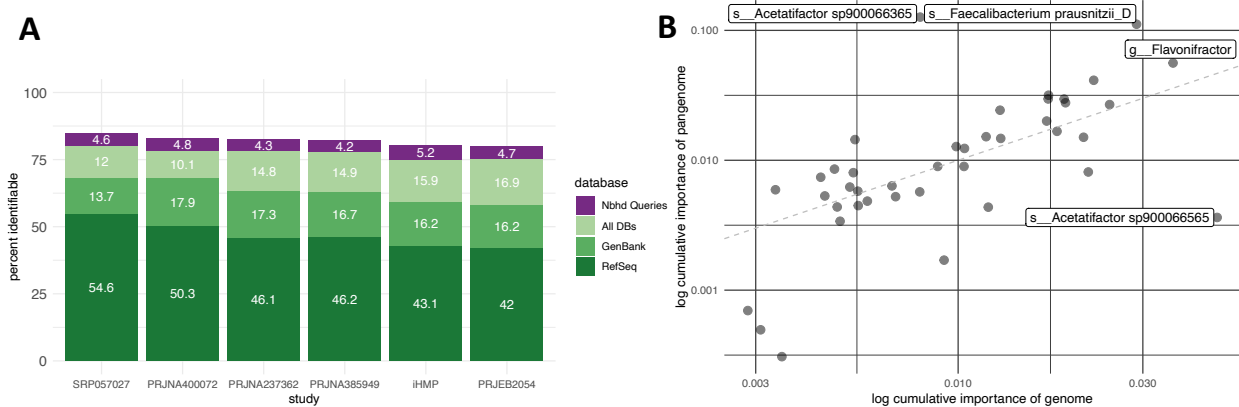 A
100
75
50
25
0
percent identifiable
4.6
4.8
4.3
4.2
5.2
4.7
12
10.1
14.8
14.9
15.9
16.9
13.7
17.9
17.3
16.7
16.2
16.2
54.6
50.3
46.1
46.2
43.1
42
SRP057027
PRJNA400072
PRJNA237362
PRJNA385949
iHMP
PRJEB2054
study
database
Nbhd Queries
All DBs
GenBank
RefSeq
B
s__Acetatifactor sp900066365
s__Faecalibacterium prausnitzii_D
g__Flavonifractor
s__Acetatifactor sp900066565
0.100
0.010
0.001
log cumulative importance of pangenome
0.003
0.010
0.030
log cumulative importance of genome